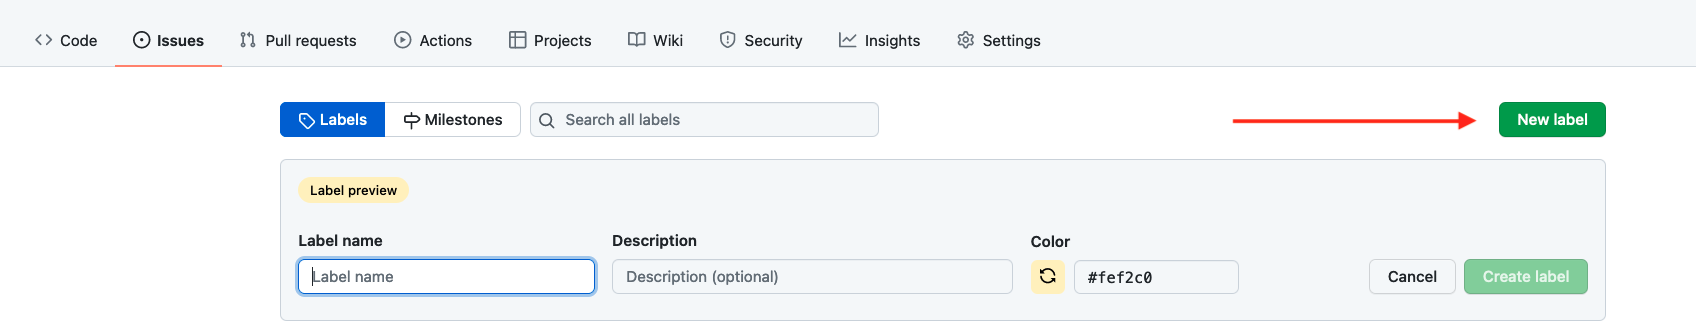 Code Issues Pull requests Actions Projects Wiki Security Insights Settings
Labels Milestones Search all labels New label
Label preview
Label name Description Color
Label name Description (optional) #fef2c0 Cancel Create label